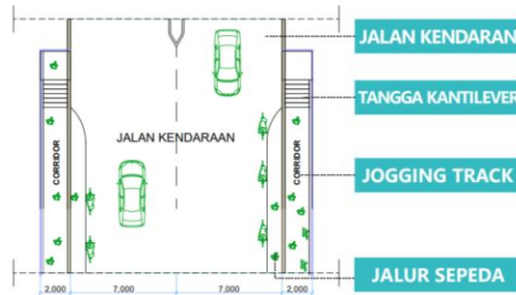 JALAN KENDARAN
TANGGA KANTILEVER
JALAN KENDARAAN
CORRIDOR
CORRIDOR
JOGGING TRACK
JALUR SEPEDA
2,000
7,000
7,000
2,000